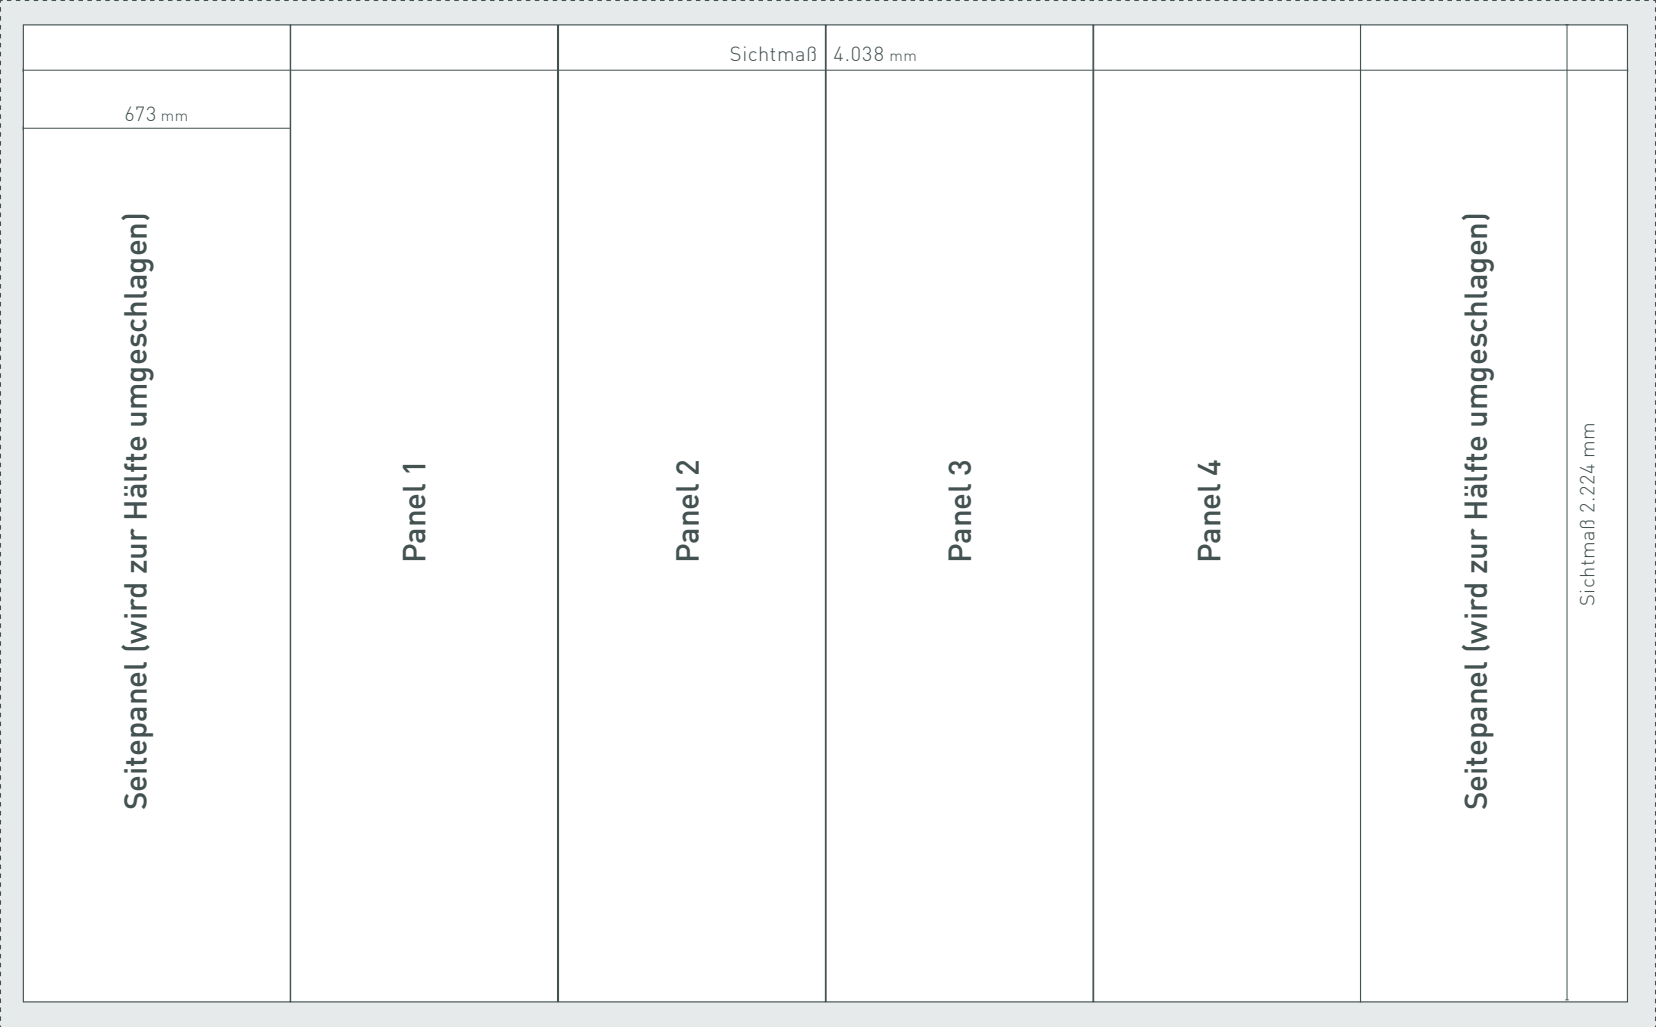 Sichtmaß 4.038 mm
673 mm
Seitepanel (wird zur Hälfte umgeschlagen)
Panel 1
Panel 2
Panel 3
Panel 4
Seitepanel (wird zur Hälfte umgeschlagen)
Sichtmaß 2.224 mm